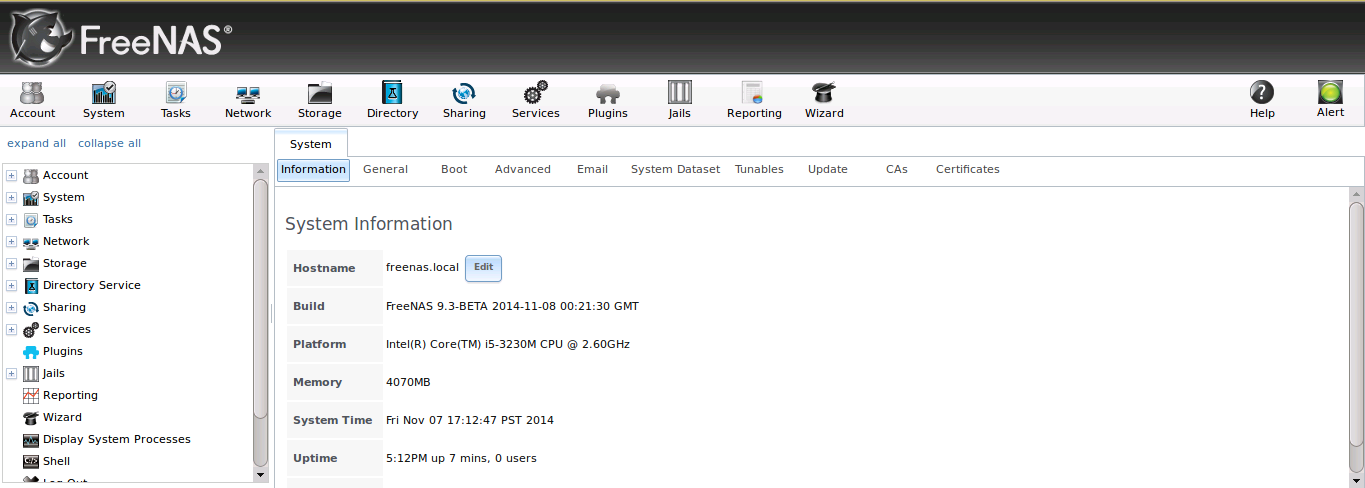 FreeNAS®
Account System Tasks Network Storage Directory Sharing Services Plugins Jails Reporting Wizard Help Alert
expand all collapse all
System
Information General Boot Advanced Email System Dataset Tunables Update CAs Certificates
Account
System
Tasks
Network
Storage
Directory Service
Sharing
Services
Plugins
Jails
Reporting
Wizard
Display System Processes
Shell
Log Out
System Information
Hostname freenas.local Edit
Build FreeNAS 9.3-BETA 2014-11-08 00:21:30 GMT
Platform Intel(R) Core(TM) i5-3230M CPU @ 2.60GHz
Memory 4070MB
System Time Fri Nov 07 17:12:47 PST 2014
Uptime 5:12PM up 7 mins, 0 users